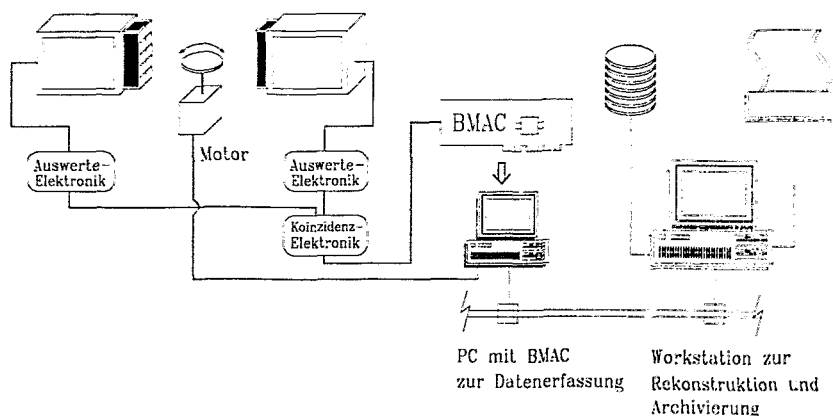 BMAC
Motor
Auswerte-
Elektronik
Auswerte-
Elektronik
Koinzidenz-
Elektronik
PC mit BMAC
zur Datenerfassung
Workstation zur
Rekonstruktion und
Archivierung